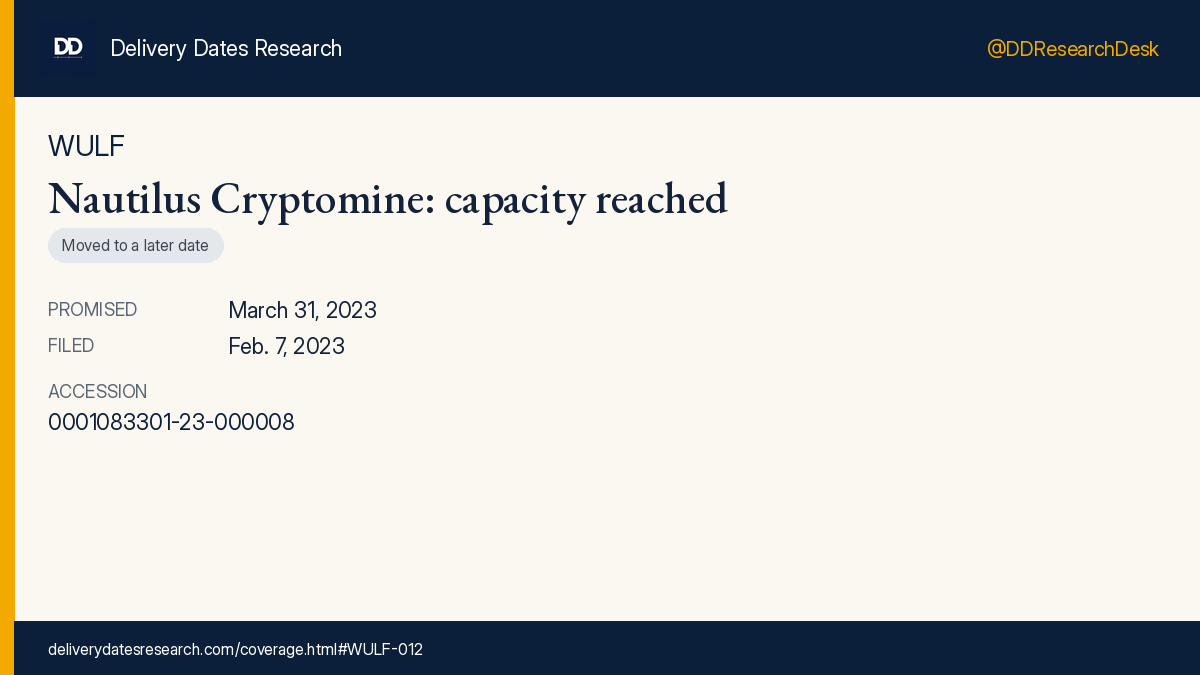 DD
Delivery Dates Research
@DDResearchDesk
WULF
Nautilus Cryptomine: capacity reached
Moved to a later date
PROMISED March 31, 2023
FILED Feb. 7, 2023
ACCESSION
0001083301-23-000008
deliverydatesresearch.com/coverage.html#WULF-012